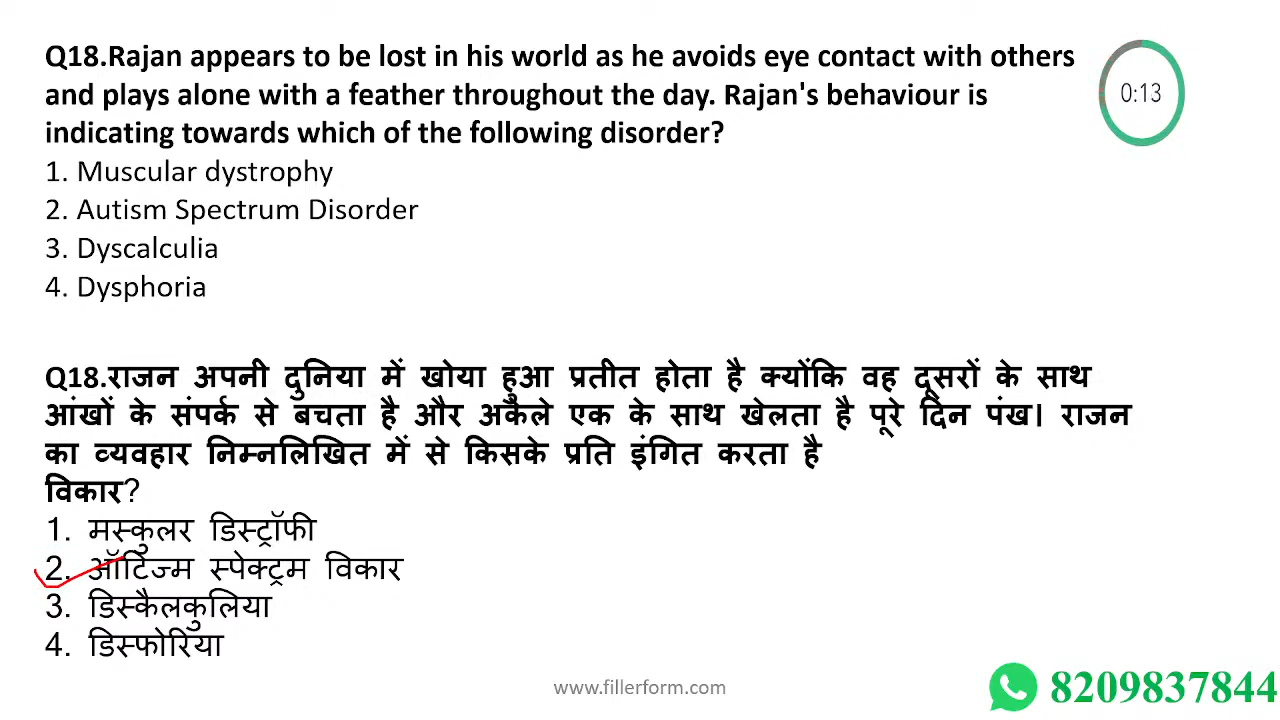 Q18.Rajan appears to be lost in his world as he avoids eye contact with others
and plays alone with a feather throughout the day. Rajan's behaviour is
indicating towards which of the following disorder?
0:13
1. Muscular dystrophy
2. Autism Spectrum Disorder
3. Dyscalculia
4. Dysphoria
Q18.राजन अपनी दुनिया में खोया हुआ प्रतीत होता है क्योंकि वह दूसरों के साथ
आंखों के संपर्क से बचता है और अकेले एक के साथ खेलता है पूरे दिन पंख। राजन
का व्यवहार निम्नलिखित में से किसके प्रति इंगित करता है
विकार?
1. मस्कुलर डिस्ट्रॉफी
2. ऑटिज्म स्पेक्ट्रम विकार
3. डिस्कैलकुलिया
4. डिस्फोरिया
www.fillerform.com
8209837844